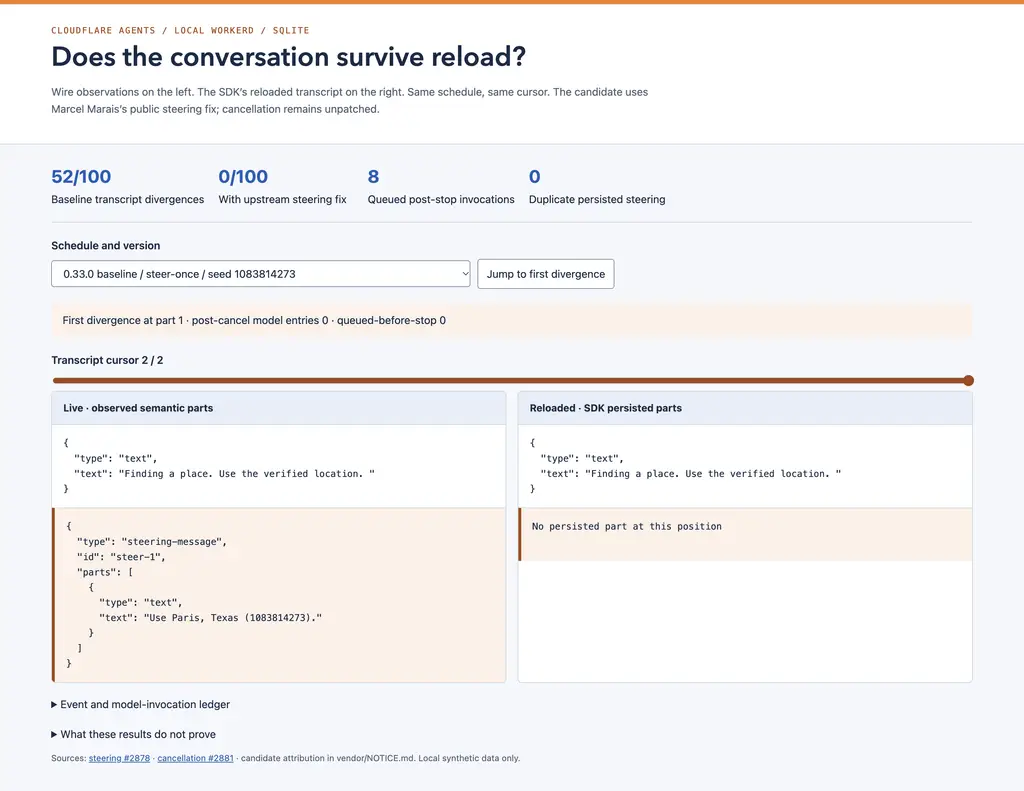 CLOUDFLARE AGENTS / LOCAL WORKERD / SQLITE
Does the conversation survive reload?
Wire observations on the left. The SDK's reloaded transcript on the right. Same schedule, same cursor. The candidate uses
Marcel Marais's public steering fix; cancellation remains unpatched.
52/100
Baseline transcript divergences
0/100
With upstream steering fix
8
Queued post-stop invocations
0
Duplicate persisted steering
Schedule and version
0.33.0 baseline / steer-once / seed 1083814273
Jump to first divergence
First divergence at part 1 · post-cancel model entries 0 · queued-before-stop 0
Transcript cursor 2 / 2
Live · observed semantic parts
{
"type": "text",
"text": "Finding a place. Use the verified location. "
}
{
"type": "steering-message",
"id": "steer-1",
"parts": [
{
"type": "text",
"text": "Use Paris, Texas (1083814273)."
}
]
}
Reloaded · SDK persisted parts
{
"type": "text",
"text": "Finding a place. Use the verified location. "
}
No persisted part at this position
▶ Event and model-invocation ledger
▶ What these results do not prove
Sources: steering #2878 · cancellation #2881 · candidate attribution in vendor/NOTICE.md. Local synthetic data only.